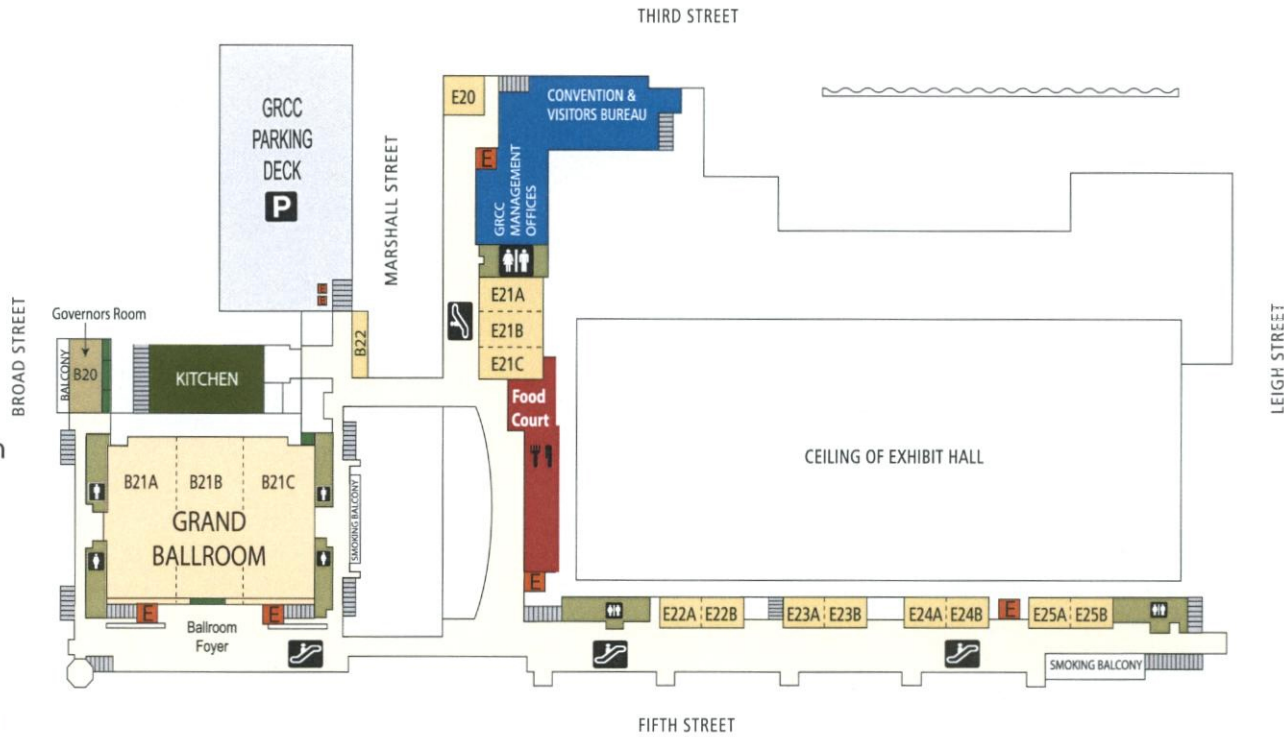 THIRD STREET
GRCC
PARKING
DECK
P
MARSHALL STREET
E20
CONVENTION &
VISITORS BUREAU
E
GRCC
MANAGEMENT
OFFICES
E21A
E21B
E21C
E
E
B22
BROAD STREET
Governors Room
BALCONY
B20
KITCHEN
Food
Court
LEIGH STREET
CEILING OF EXHIBIT HALL
B21A
B21B
B21C
GRAND
BALLROOM
SMOKING BALCONY
E
E
E
Ballroom
Foyer
E22A
E22B
E23A
E23B
E24A
E24B
E
E25A
E25B
SMOKING BALCONY
FIFTH STREET